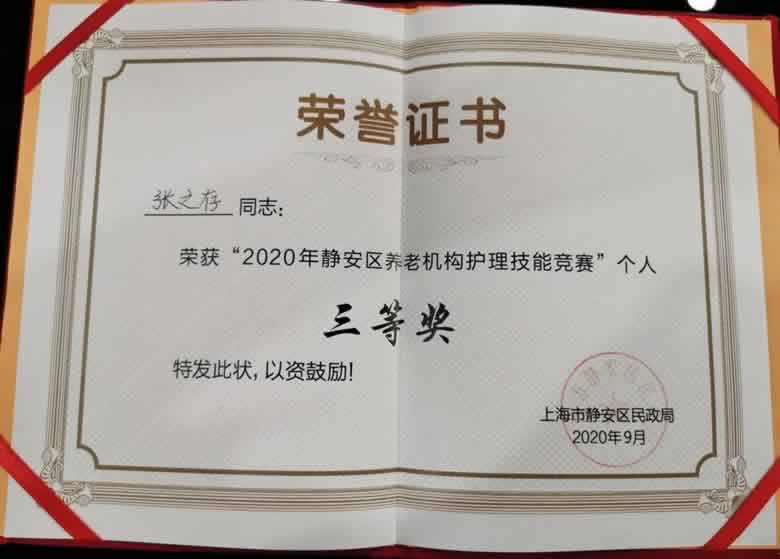 荣誉证书
张之存 同志：
荣获“2020年静安区养老机构护理技能竞赛”个人
三等奖
特发此状，以资鼓励！
上海市静安区民政局
2020年9月